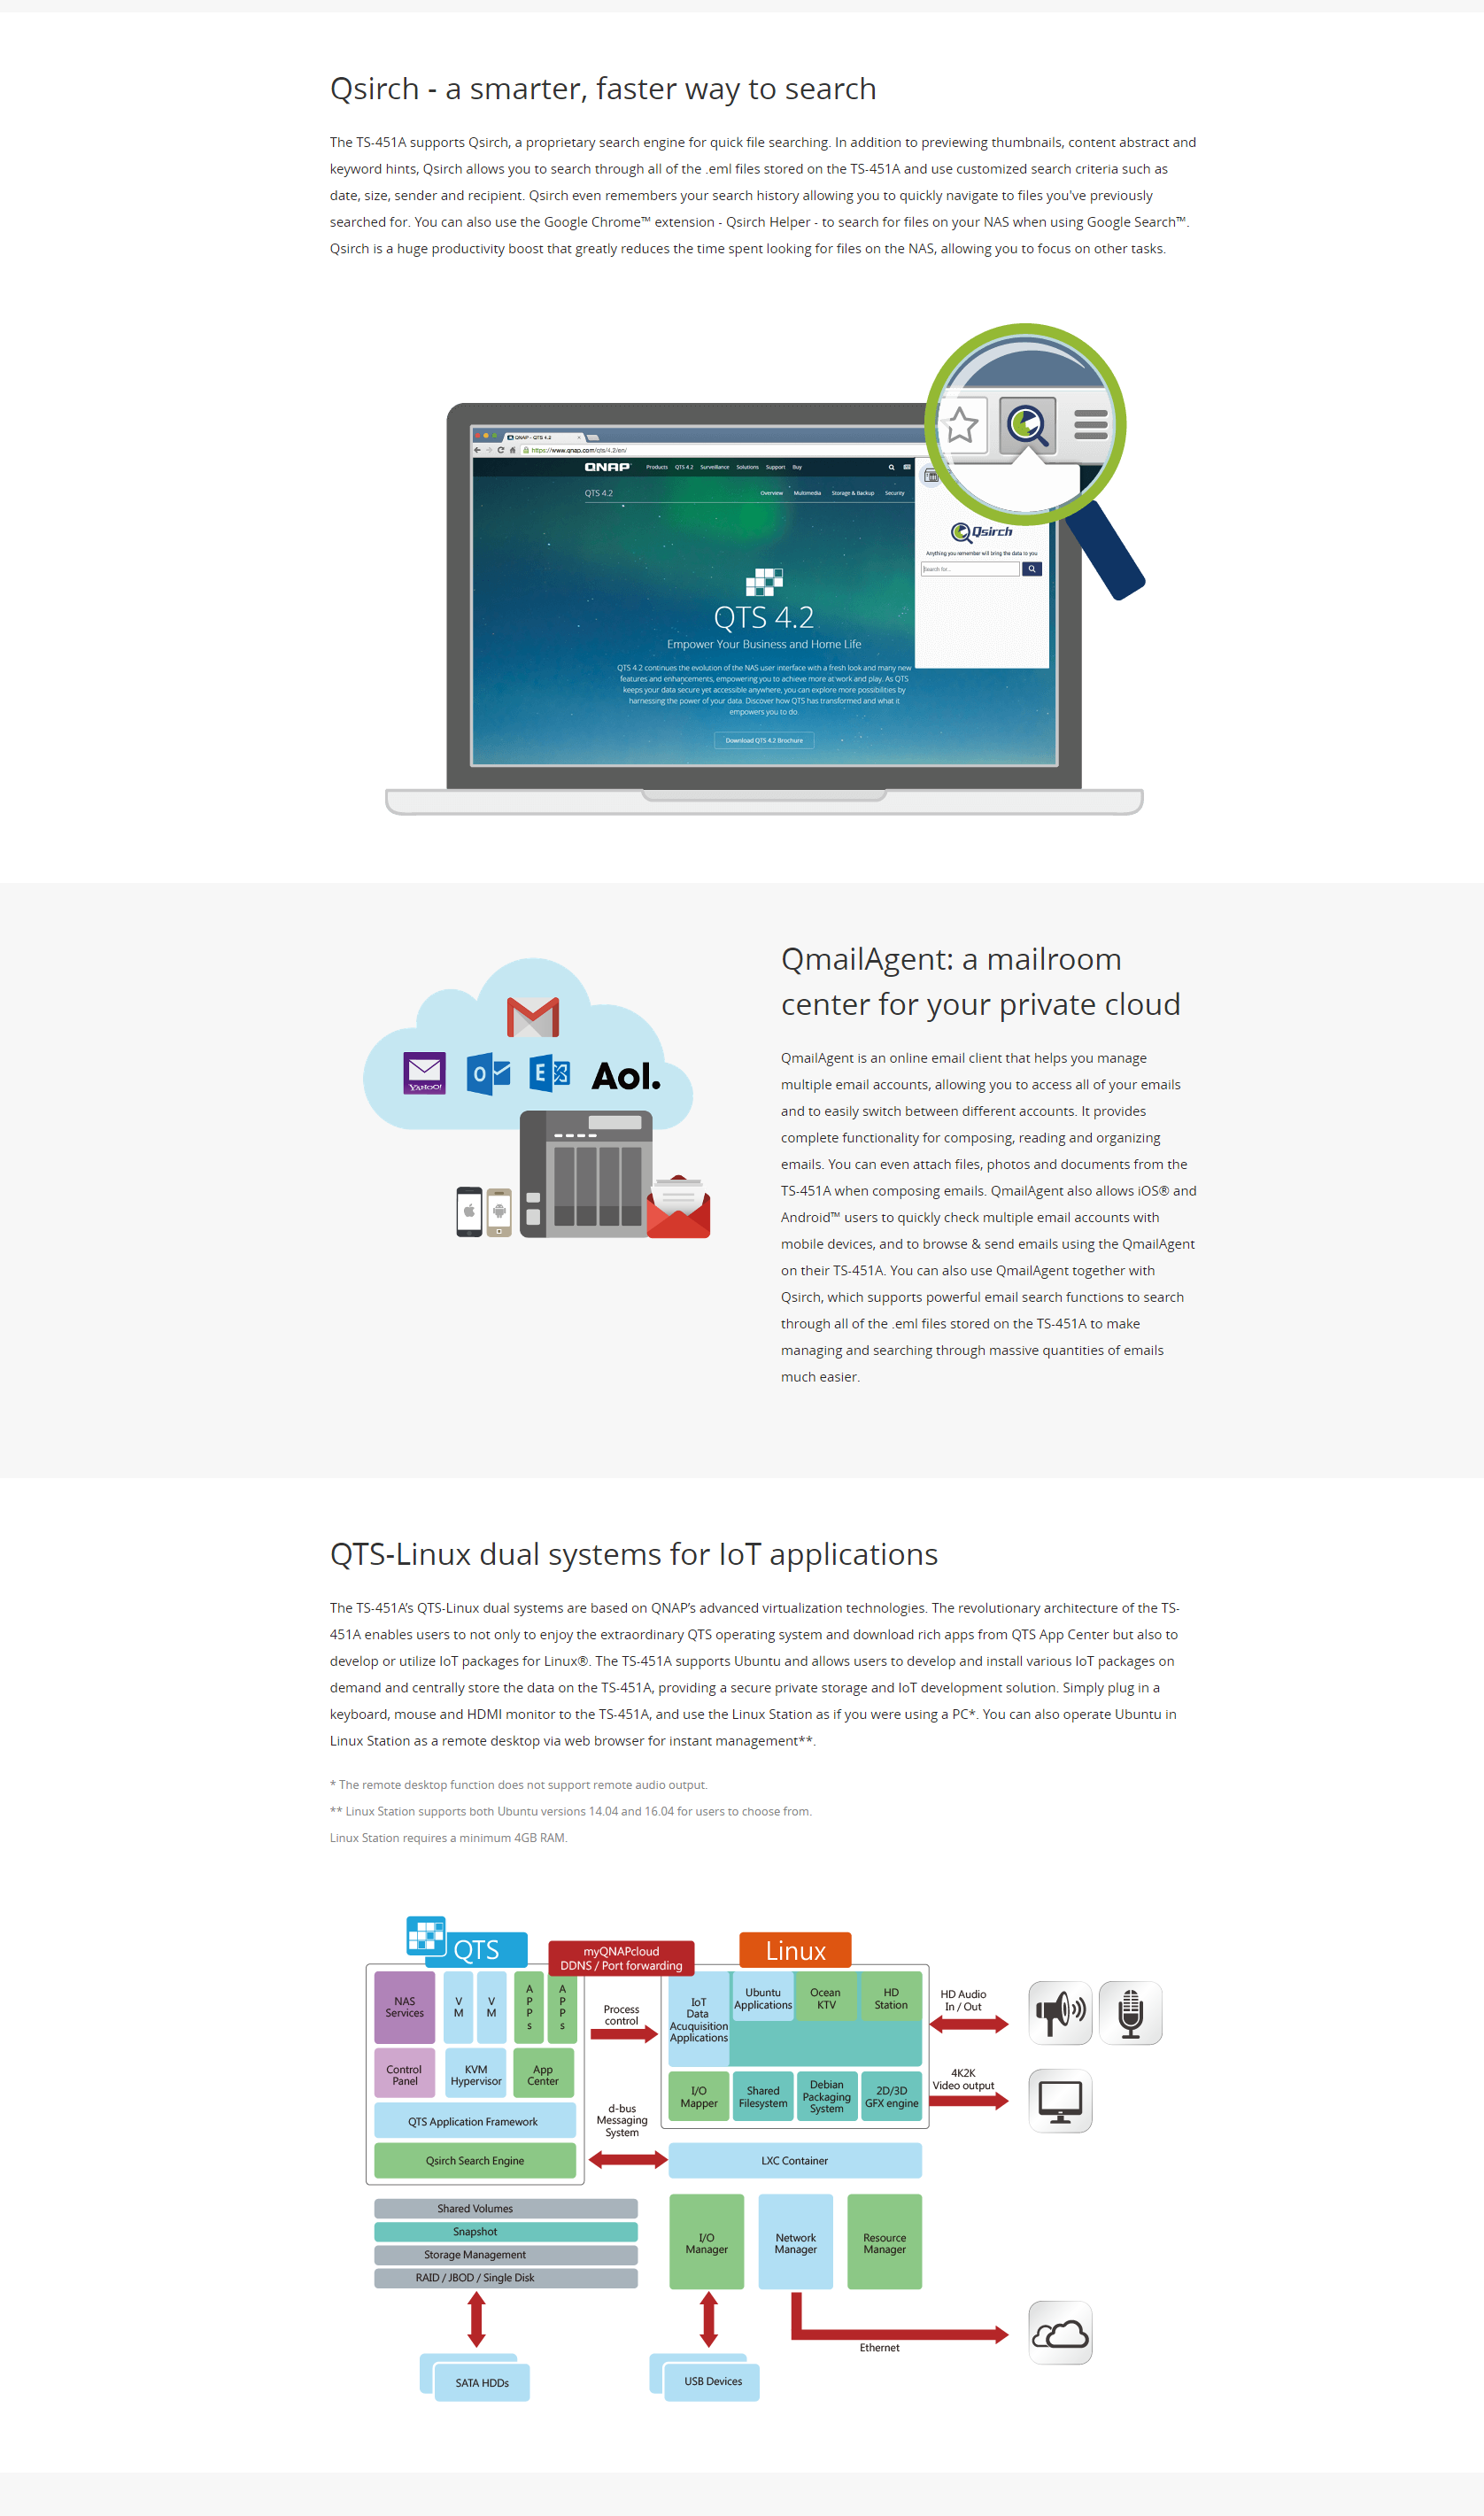 Qsirch - a smarter, faster way to search
The TS-451A supports Qsirch, a proprietary search engine for quick file searching. In addition to previewing thumbnails, content abstract and
keyword hints, Qsirch allows you to search through all of the .eml files stored on the TS-451A and use customized search criteria such as
date, size, sender and recipient. Qsirch even remembers your search history allowing you to quickly navigate to files you've previously
searched for. You can also use the Google Chrome™ extension - Qsirch Helper - to search for files on your NAS when using Google Search™.
Qsirch is a huge productivity boost that greatly reduces the time spent looking for files on the NAS, allowing you to focus on other tasks.
QNAP - QTS 4.2
https://www.qnap.com/qts/4.2/en/
QNAP Products QTS 4.2 Surveillance Solutions Support Buy
QTS 4.2 Overview Multimedia Storage & Backup Security
Qsirch
Anything you remember will bring the data to you
Search for...
QTS 4.2
Empower Your Business and Home Life
QTS 4.2 continues the evolution of the NAS user interface with a fresh look and many new
features and enhancements, empowering you to achieve more at work and play. As QTS
keeps your data secure yet accessible anywhere, you can explore more possibilities by
harnessing the power of your data. Discover how QTS has transformed and what it
empowers you to do.
Download QTS 4.2 Brochure
YAHOO!
O
E
Aol.
QmailAgent: a mailroom
center for your private cloud
QmailAgent is an online email client that helps you manage
multiple email accounts, allowing you to access all of your emails
and to easily switch between different accounts. It provides
complete functionality for composing, reading and organizing
emails. You can even attach files, photos and documents from the
TS-451A when composing emails. QmailAgent also allows iOS® and
Android™ users to quickly check multiple email accounts with
mobile devices, and to browse & send emails using the QmailAgent
on their TS-451A. You can also use QmailAgent together with
Qsirch, which supports powerful email search functions to search
through all of the .eml files stored on the TS-451A to make
managing and searching through massive quantities of emails
much easier.
QTS-Linux dual systems for IoT applications
The TS-451A’s QTS-Linux dual systems are based on QNAP’s advanced virtualization technologies. The revolutionary architecture of the TS-
451A enables users to not only to enjoy the extraordinary QTS operating system and download rich apps from QTS App Center but also to
develop or utilize IoT packages for Linux®. The TS-451A supports Ubuntu and allows users to develop and install various IoT packages on
demand and centrally store the data on the TS-451A, providing a secure private storage and IoT development solution. Simply plug in a
keyboard, mouse and HDMI monitor to the TS-451A, and use the Linux Station as if you were using a PC*. You can also operate Ubuntu in
Linux Station as a remote desktop via web browser for instant management**.
* The remote desktop function does not support remote audio output.
** Linux Station supports both Ubuntu versions 14.04 and 16.04 for users to choose from.
Linux Station requires a minimum 4GB RAM.
QTS
myQNAPcloud
DDNS / Port forwarding
Linux
NAS
Services
VM
VM
APPs
APPs
Control
Panel
KVM
Hypervisor
App
Center
QTS Application Framework
Qsirch Search Engine
Process
control
d-bus
Messaging
System
IoT
Data
Acuquisition
Applications
Ubuntu
Applications
Ocean
KTV
HD
Station
I/O
Mapper
Shared
Filesystem
Debian
Packaging
System
2D/3D
GFX engine
HD Audio
In / Out
4K2K
Video output
LXC Container
Shared Volumes
Snapshot
Storage Management
RAID / JBOD / Single Disk
I/O
Manager
Network
Manager
Resource
Manager
Ethernet
SATA HDDs
USB Devices